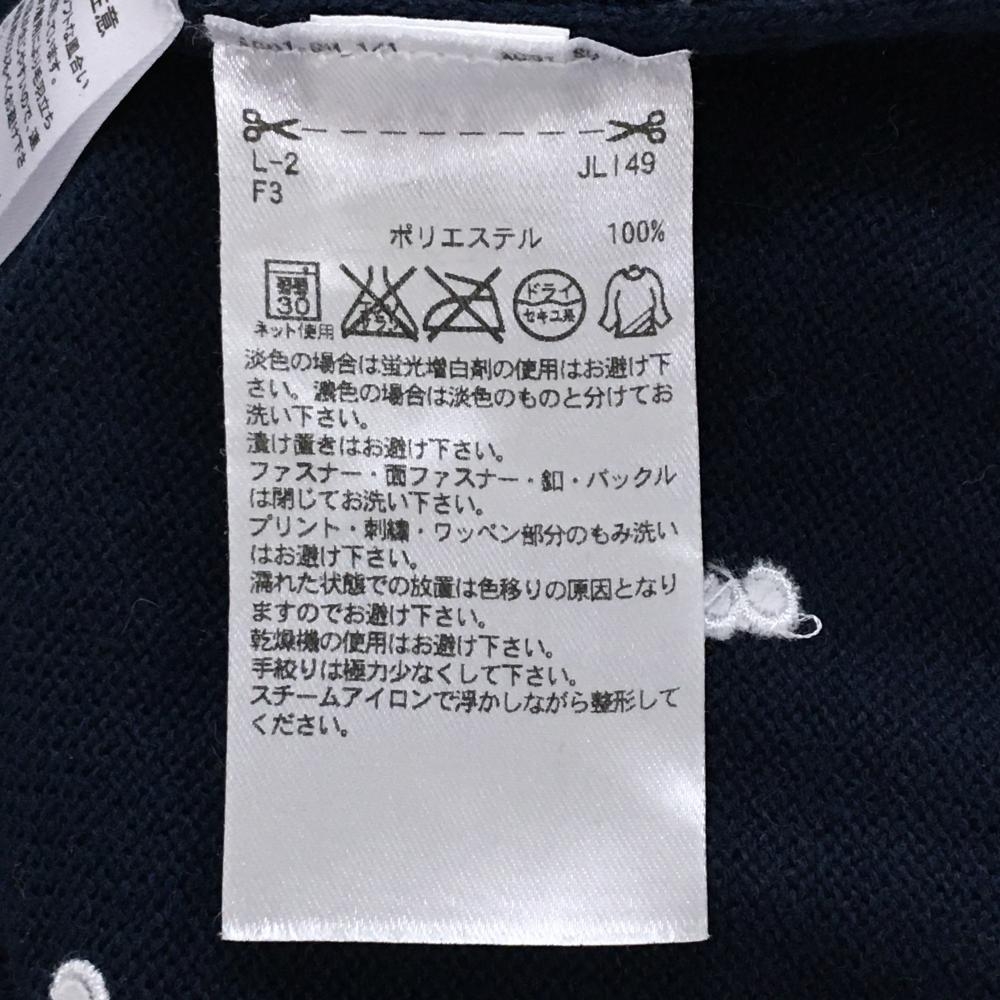 注意
L-2
JL149
F3
ポリエステル 100%
弱
30
ネット使用
エンソ
サラシ
ドライ
セキユ系
淡色の場合は蛍光増白剤の使用はお避け下
さい。濃色の場合は淡色のものと分けてお
洗い下さい。
漬け置きはお避け下さい。
ファスナー・面ファスナー・釦・バックル
は閉じてお洗い下さい。
プリント・刺繍・ワッペン部分のもみ洗い
はお避け下さい。
濡れた状態での放置は色移りの原因となり
ますのでお避け下さい。
乾燥機の使用はお避け下さい。
手絞りは極力少なくして下さい。
スチームアイロンで浮かしながら整形して
ください。